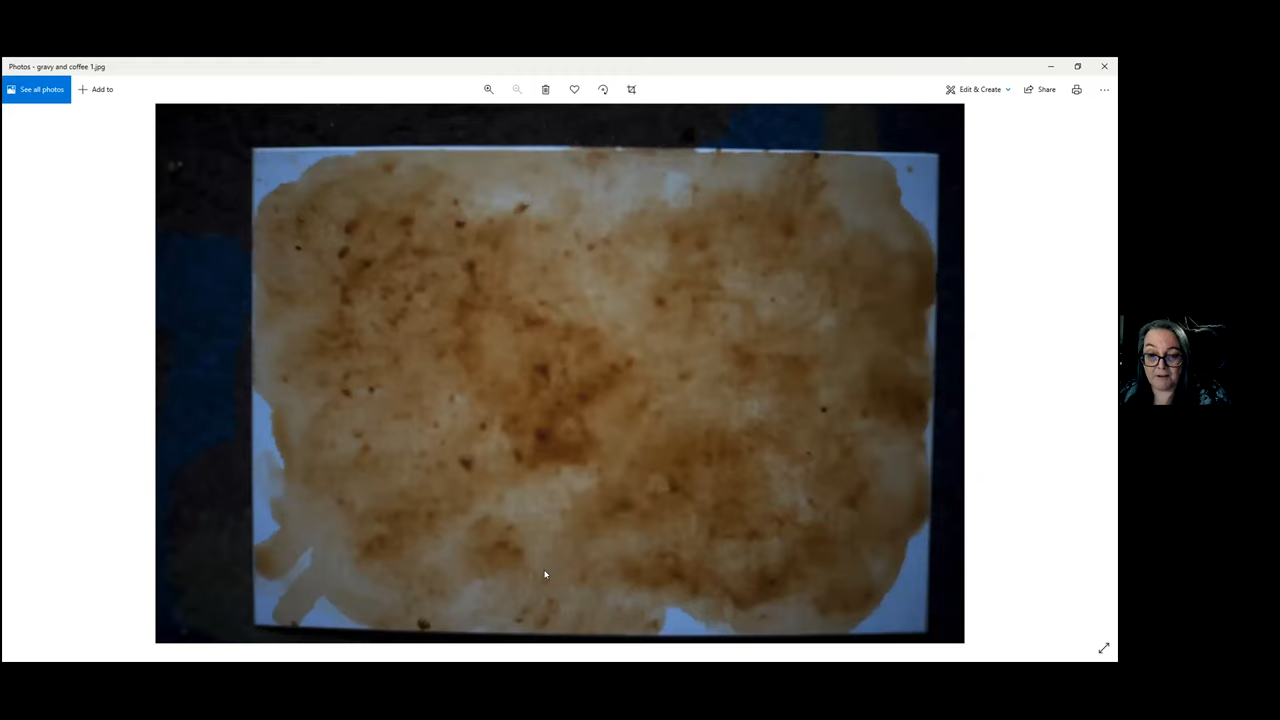 Photos - gravy and coffee 1.jpg
See all photos
Add to
Edit & Create
Share